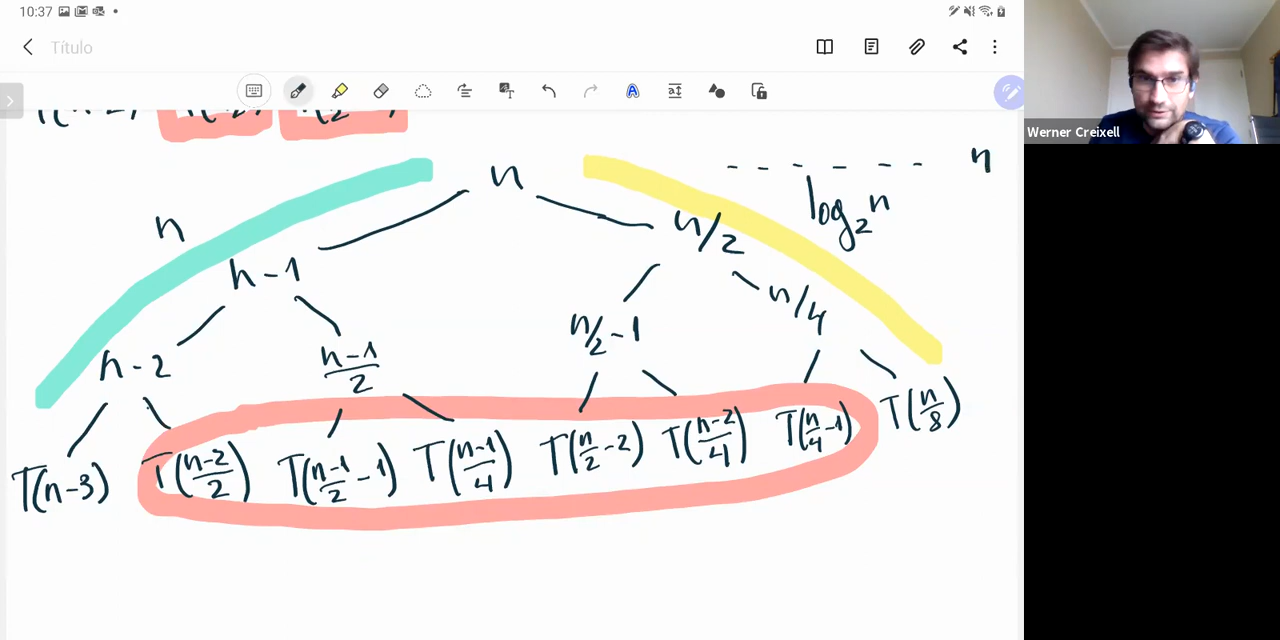 10:37
Título
Werner Creixell
n
n
n
log₂n
n/2
n-1
n/4
n/2-1
n-2
n-1/2
T(n/8)
T(n-3) T(n-2/2) T(n-1/2-1) T(n-1/4) T(n/2-2) T(n-2/4) T(n/4-1)